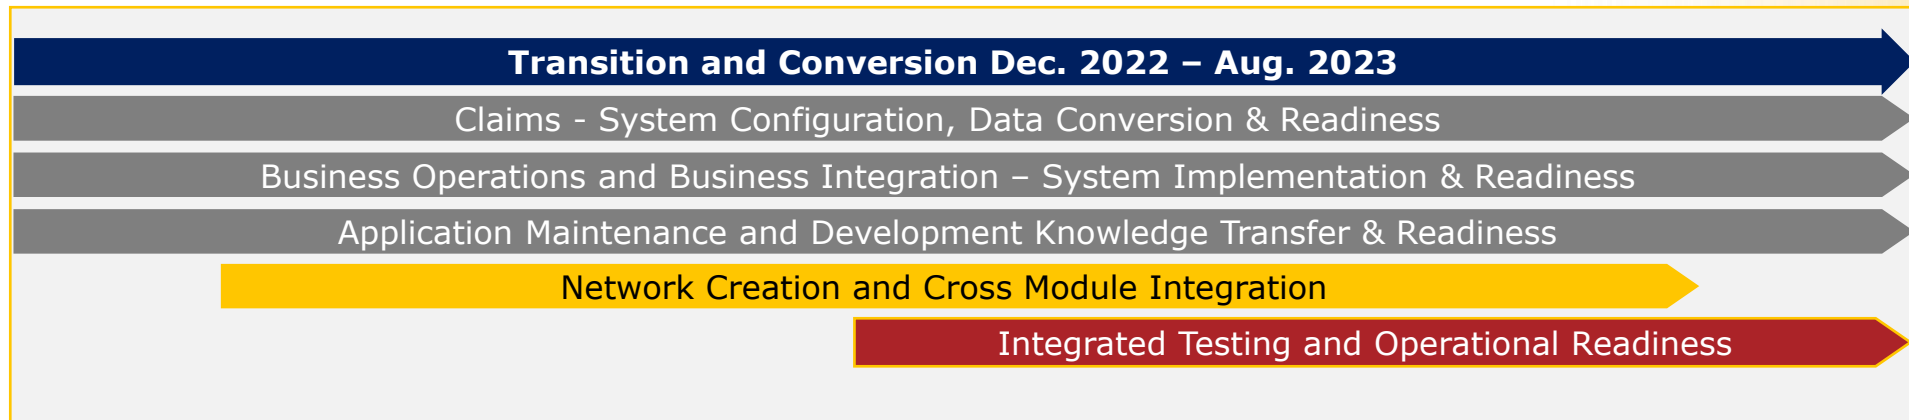 Transition and Conversion Dec. 2022 – Aug. 2023
Claims - System Configuration, Data Conversion & Readiness
Business Operations and Business Integration – System Implementation & Readiness
Application Maintenance and Development Knowledge Transfer & Readiness
Network Creation and Cross Module Integration
Integrated Testing and Operational Readiness